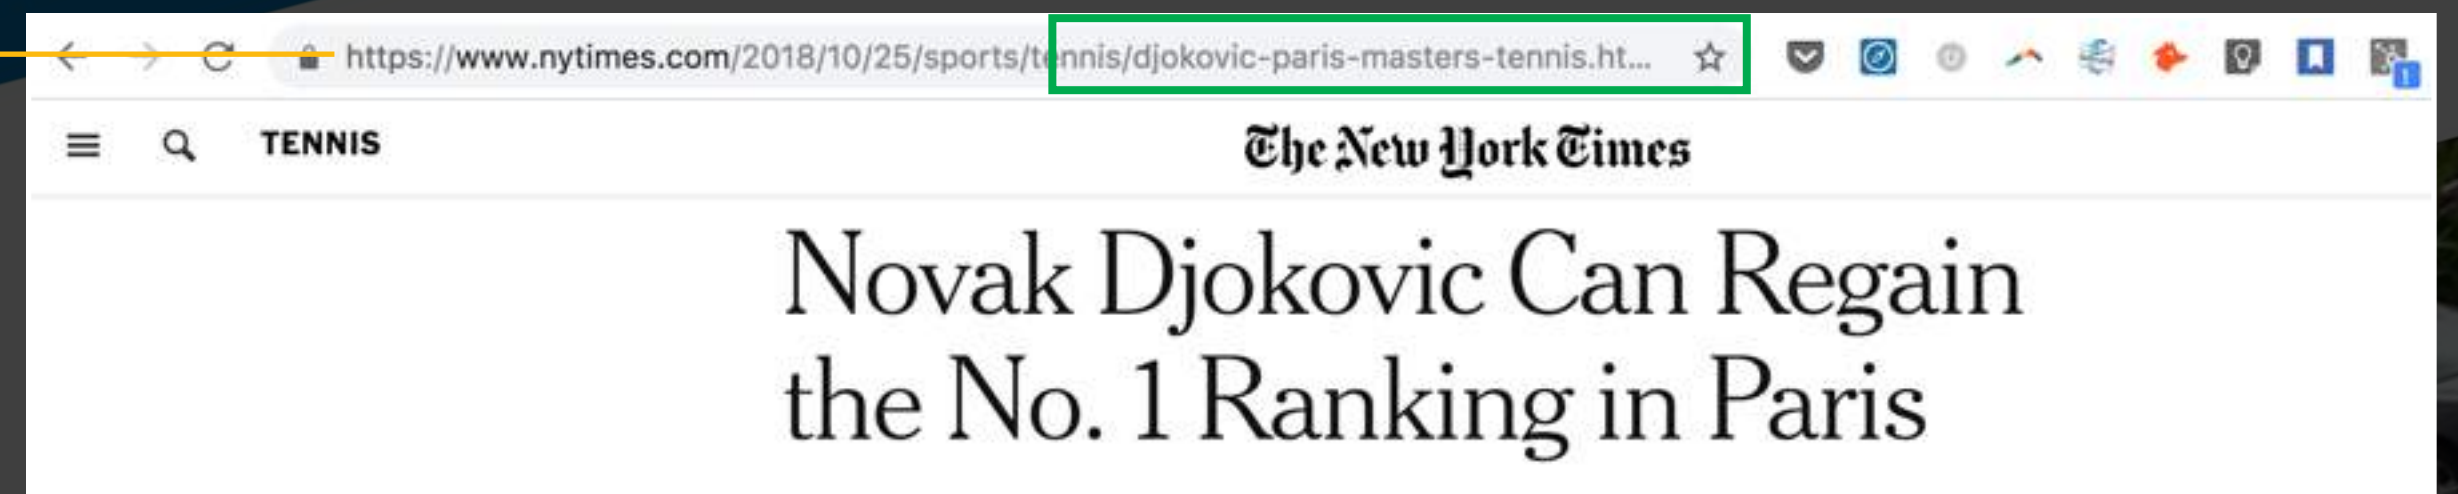 https://www.nytimes.com/2018/10/25/sports/tennis/djokovic-paris-masters-tennis.ht...
TENNIS
The New York Times
Novak Djokovic Can Regain
the No. 1 Ranking in Paris